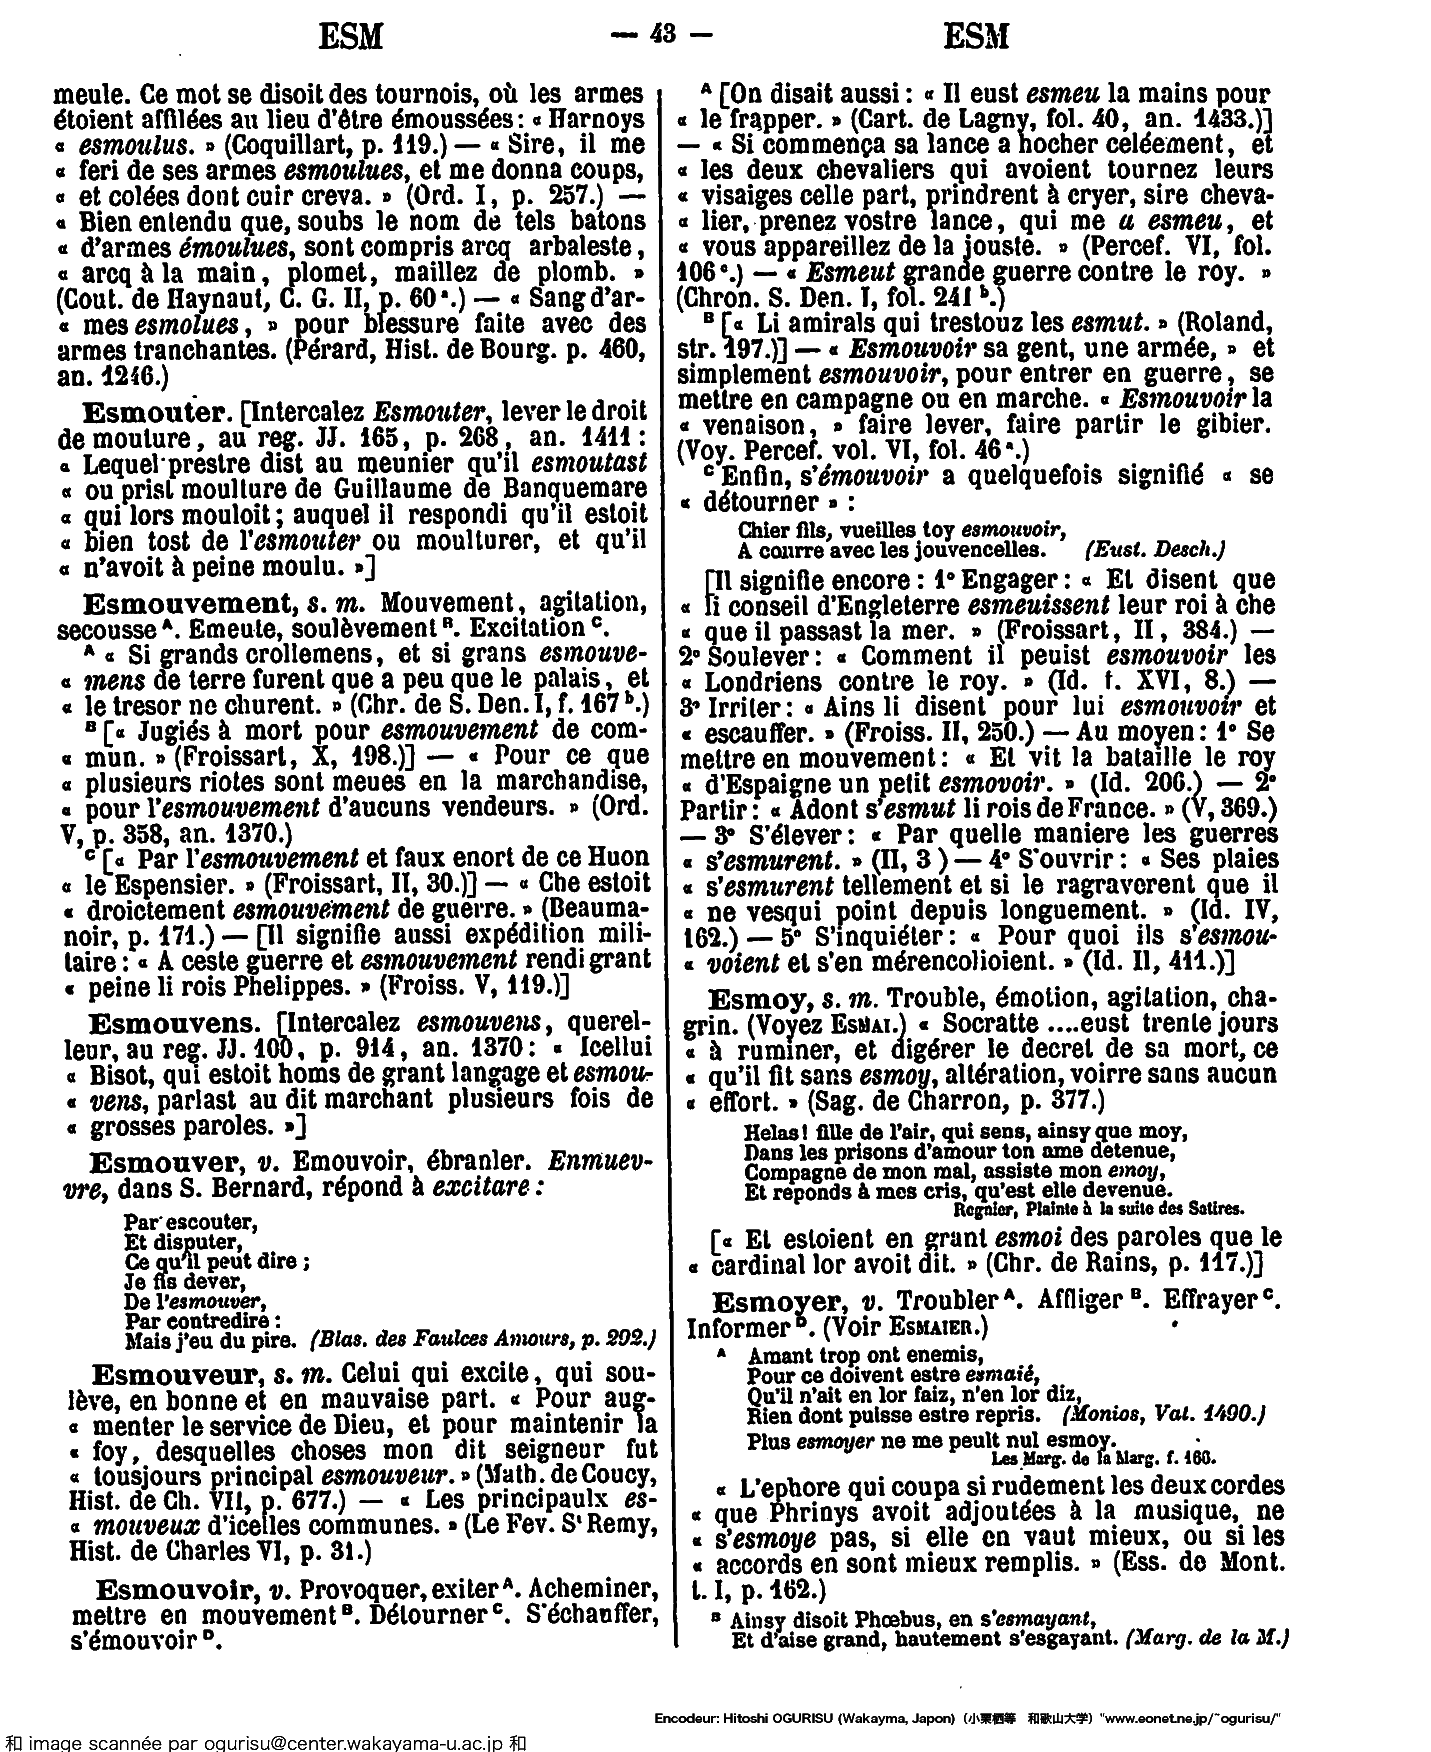 ESM — 43 — ESM
meule. Ce mot se disoit des tournois, où les armes
étoient affilées au lieu d'être émoussées : « Harnoys
« esmoulus. » (Coquillart, p. 119.) — « Sire, il me
« feri de ses armes esmoulues, et me donna coups,
« et colées dont cuir creva. » (Ord. I, p. 257.) —
« Bien entendu que, soubs le nom de tels batons
« d'armes émoulues, sont compris arcq arbaleste,
« arcq à la main, plomet, maillez de plomb. »
(Cout. de Haynaut, C. G. II, p. 60ᵃ.) — « Sang d'ar-
« mes esmolues, » pour blessure faite avec des
armes tranchantes. (Pérard, Hist. de Bourg. p. 460,
an. 1246.)
Esmouter. [Intercalez Esmouter, lever le droit
de mouture, au reg. JJ. 165, p. 268, an. 1411 :
« Lequel prestre dist au meunier qu'il esmoutast
« ou prist moulture de Guillaume de Banquemare
« qui lors mouloit ; auquel il respondi qu'il estoit
« bien tost de l'esmouter ou moulturer, et qu'il
« n'avoit à peine moulu. »]
Esmouvement, s. m. Mouvement, agitation,
secousse ᴬ. Emeute, soulèvement ᴮ. Excitation ᶜ.
ᴬ « Si grands crollemens, et si grans esmouve-
« mens de terre furent que a peu que le palais, et
« le tresor ne churent. » (Chr. de S. Den. I, f. 167 ᵇ.)
ᴮ [« Jugiés à mort pour esmouvement de com-
« mun. » (Froissart, X, 198.)] — « Pour ce que
« plusieurs riotes sont meues en la marchandise,
« pour l'esmouvement d'aucuns vendeurs. » (Ord.
V, p. 358, an. 1370.)
ᶜ [« Par l'esmouvement et faux enort de ce Huon
« le Espensier. » (Froissart, II, 30.)] — « Che estoit
« droictement esmouvement de guerre. » (Beauma-
noir, p. 171.) — [Il signifie aussi expédition mili-
taire : « A ceste guerre et esmouvement rendi grant
« peine li rois Phelippes. » (Froiss. V, 119.)]
Esmouvens. [Intercalez esmouvens, querel-
leur, au reg. JJ. 100, p. 914, an. 1370 : « Icellui
« Bisot, qui estoit homs de grant langage et esmou-
« vens, parlast au dit marchant plusieurs fois de
« grosses paroles. »]
Esmouver, v. Emouvoir, ébranler. Enmuev-
vre, dans S. Bernard, répond à excitare :
Par escouter,
Et disputer,
Ce qu'il peut dire ;
Je fis dever,
De l'esmouver,
Par contredire :
Mais j'eu du pire. (Blas. des Faulces Amours, p. 292.)
Esmouveur, s. m. Celui qui excite, qui sou-
lève, en bonne et en mauvaise part. « Pour aug-
« menter le service de Dieu, et pour maintenir la
« foy, desquelles choses mon dit seigneur fut
« tousjours principal esmouveur. » (Math. de Coucy,
Hist. de Ch. VII, p. 677.) — « Les principaulx es-
« mouveux d'icelles communes. » (Le Fev. Sᵗ Remy,
Hist. de Charles VI, p. 31.)
Esmouvoir, v. Provoquer, exiter ᴬ. Acheminer,
mettre en mouvement ᴮ. Détourner ᶜ. S'échauffer,
s'émouvoir ᴰ.
ᴬ [On disait aussi : « Il eust esmeu la mains pour
« le frapper. » (Cart. de Lagny, fol. 40, an. 1433.)]
— « Si commença sa lance a hocher celéement, et
« les deux chevaliers qui avoient tournez leurs
« visaiges celle part, prindrent à cryer, sire cheva-
« lier, prenez vostre lance, qui me a esmeu, et
« vous appareillez de la jouste. » (Percef. VI, fol.
106 ᶜ.) — « Esmeut grande guerre contre le roy. »
(Chron. S. Den. I, fol. 241 ᵇ.)
ᴮ [« Li amirals qui trestouz les esmut. » (Roland,
str. 197.)] — « Esmouvoir sa gent, une armée, » et
simplement esmouvoir, pour entrer en guerre, se
mettre en campagne ou en marche. « Esmouvoir la
« venaison, » faire lever, faire partir le gibier.
(Voy. Percef. vol. VI, fol. 46 ᵃ.)
ᶜ Enfin, s'émouvoir a quelquefois signifié « se
« détourner » :
Chier fils, vueilles toy esmouvoir,
A courre avec les jouvencelles. (Eust. Desch.)
[Il signifie encore : 1° Engager : « Et disent que
« li conseil d'Engleterre esmeuissent leur roi à che
« que il passast la mer. » (Froissart, II, 384.) —
2° Soulever : « Comment il peuist esmouvoir les
« Londriens contre le roy. » (Id. t. XVI, 8.) —
3° Irriter : « Ains li disent pour lui esmouvoir et
« escauffer. » (Froiss. II, 250.) — Au moyen : 1° Se
mettre en mouvement : « Et vit la bataille le roy
« d'Espaigne un petit esmovoir. » (Id. 206.) — 2°
Partir : « Adont s'esmut li rois de France. » (V, 369.)
— 3° S'élever : « Par quelle maniere les guerres
« s'esmurent. » (II, 3 ) — 4° S'ouvrir : « Ses plaies
« s'esmurent tellement et si le ragraverent que il
« ne vesqui point depuis longuement. » (Id. IV,
162.) — 5° S'inquiéter : « Pour quoi ils s'esmou-
« voient et s'en mérencolioient. » (Id. II, 411.)]
Esmoy, s. m. Trouble, émotion, agitation, cha-
grin. (Voyez ESMAI.) « Socratte ....eust trente jours
« à ruminer, et digérer le decret de sa mort, ce
« qu'il fit sans esmoy, altération, voirre sans aucun
« effort. » (Sag. de Charron, p. 377.)
Helas! fille de l'air, qui sens, ainsy que moy,
Dans les prisons d'amour ton ame detenue,
Compagne de mon mal, assiste mon emoy,
Et reponds à mes cris, qu'est elle devenue.
Regnier, Plainte à la suite des Satires.
[« Et estoient en grant esmoi des paroles que le
« cardinal lor avoit dit. » (Chr. de Rains, p. 117.)]
Esmoyer, v. Troubler ᴬ. Affliger ᴮ. Effrayer ᶜ.
Informer ᴰ. (Voir ESMAIER.)
ᴬ Amant trop ont enemis,
Pour ce doivent estre esmaié,
Qu'il n'ait en lor faiz, n'en lor diz,
Rien dont puisse estre repris. (Monios, Vat. 1490.)
Plus esmoyer ne me peult nul esmoy.
Les Marg. de la Marg. f. 160.
« L'ephore qui coupa si rudement les deux cordes
« que Phrinys avoit adjoutées à la musique, ne
« s'esmoye pas, si elle en vaut mieux, ou si les
« accords en sont mieux remplis. » (Ess. de Mont.
t. I, p. 162.)
ᴮ Ainsy disoit Phœbus, en s'esmayant,
Et d'aise grand, hautement s'esgayant. (Marg. de la M.)
Encodeur: Hitoshi OGURISU (Wakayma, Japon) (小栗栖等 和歌山大学) "www.eonet.ne.jp/~ogurisu/"
和 image scannée par ogurisu@center.wakayama-u.ac.jp 和